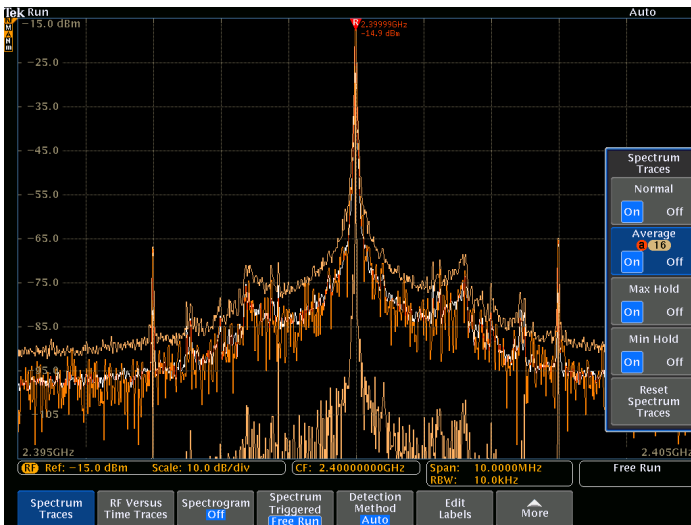 Tek Run Auto
-15.0 dBm
R 2.39999GHz
-14.9 dBm
N
M
A
N
m
-25.0
-35.0
-45.0
-55.0
-65.0
-75.0
-85.0
05
2.395GHz
2.405GHz
Spectrum
Traces
Normal
On Off
Average
a 16
On Off
Max Hold
On Off
Min Hold
On Off
Reset
Spectrum
Traces
RF Ref: -15.0 dBm Scale: 10.0 dB/div
CF: 2.40000000GHz
Span: 10.0000MHz
RBW: 10.0kHz
Free Run
Spectrum
Traces
RF Versus
Time Traces
Spectrogram
Off
Spectrum
Triggered
Free Run
Detection
Method
Auto
Edit
Labels
More